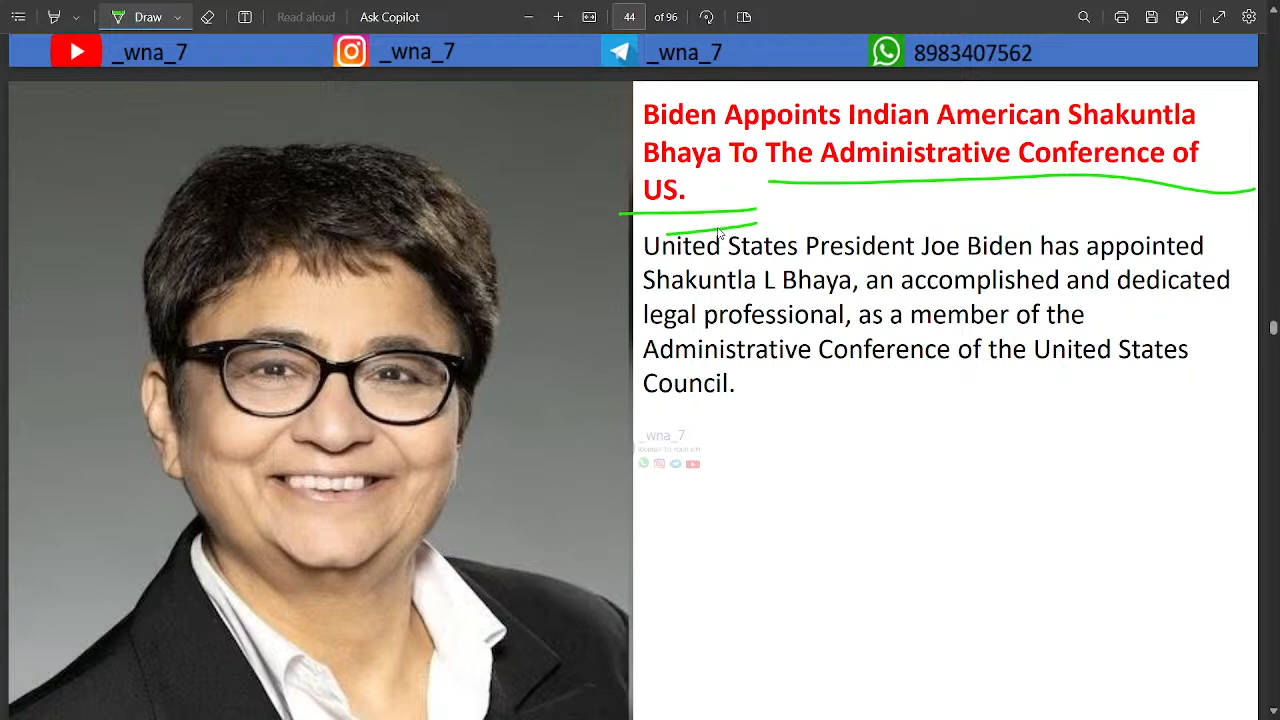 Draw
Read aloud
Ask Copilot
44 of 96
_wna_7 _wna_7 _wna_7 8983407562
Biden Appoints Indian American Shakuntla
Bhaya To The Administrative Conference of
US.
United States President Joe Biden has appointed
Shakuntla L Bhaya, an accomplished and dedicated
legal professional, as a member of the
Administrative Conference of the United States
Council.
_wna_7